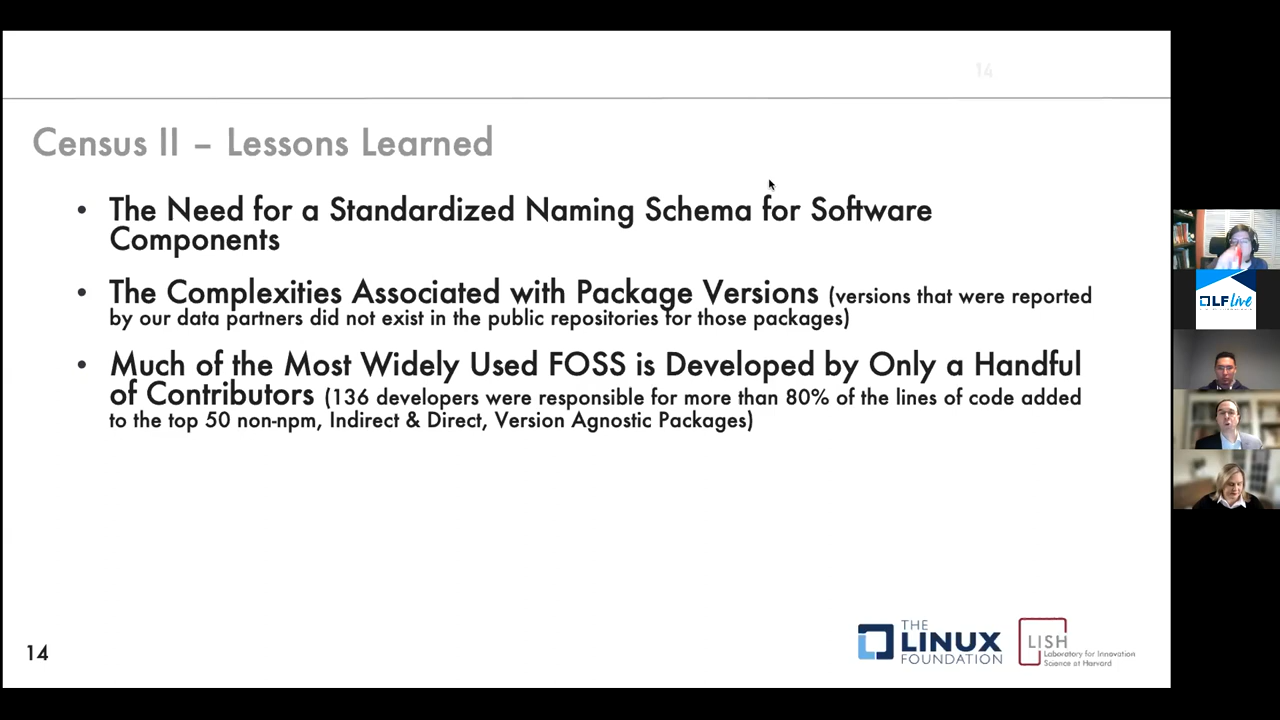 14
Census II – Lessons Learned
• The Need for a Standardized Naming Schema for Software
Components
• The Complexities Associated with Package Versions (versions that were reported
by our data partners did not exist in the public repositories for those packages)
• Much of the Most Widely Used FOSS is Developed by Only a Handful
of Contributors (136 developers were responsible for more than 80% of the lines of code added
to the top 50 non-npm, Indirect & Direct, Version Agnostic Packages)
LF Live
14
THE
LINUX
FOUNDATION
LISH
Laboratory for Innovation
Science at Harvard